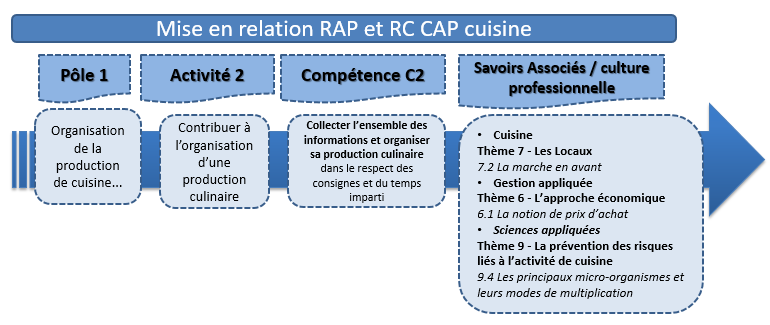 Mise en relation RAP et RC CAP cuisine
Pôle 1
Organisation
de la
production
de cuisine...
Activité 2
Contribuer à
l'organisation
d'une
production
culinaire
Compétence C2
Collecter l'ensemble des
informations et organiser
sa production culinaire
dans le respect des
consignes et du temps
imparti
Savoirs Associés / culture
professionnelle
• Cuisine
Thème 7 - Les Locaux
7.2 La marche en avant
• Gestion appliquée
Thème 6 - L'approche économique
6.1 La notion de prix d'achat
• Sciences appliquées
Thème 9 - La prévention des risques
liés à l'activité de cuisine
9.4 Les principaux micro-organismes et
leurs modes de multiplication